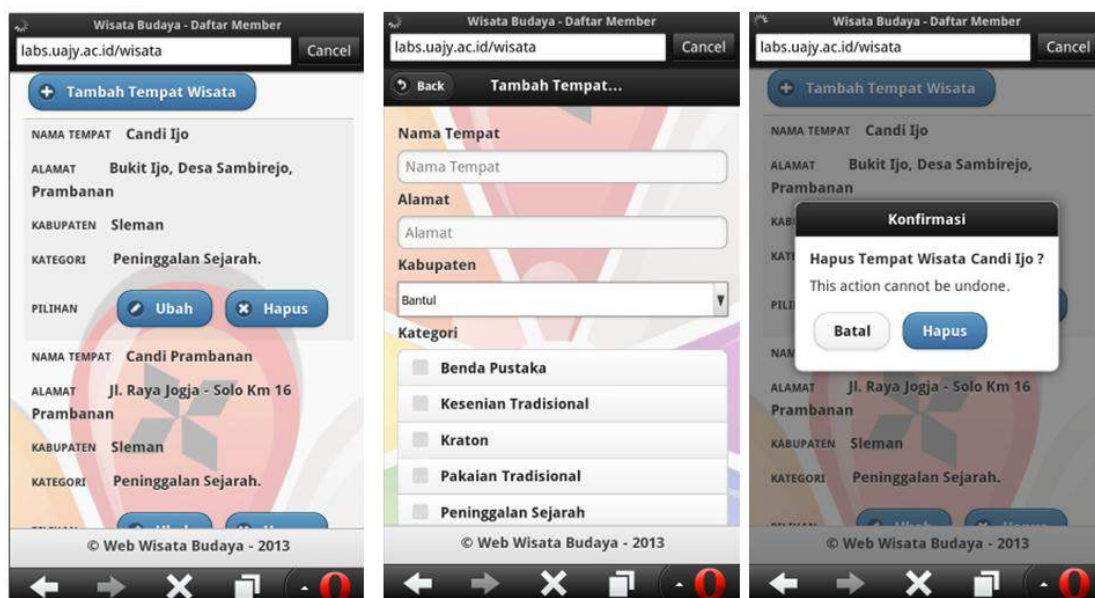 Wisata Budaya - Daftar Member
labs.uajy.ac.id/wisata
Cancel
Tambah Tempat Wisata
NAMA TEMPAT Candi Ijo
ALAMAT Bukit Ijo, Desa Sambirejo,
Prambanan
KABUPATEN Sleman
KATEGORI Peninggalan Sejarah.
PILIHAN Ubah Hapus
NAMA TEMPAT Candi Prambanan
ALAMAT Jl. Raya Jogja - Solo Km 16
Prambanan
KABUPATEN Sleman
KATEGORI Peninggalan Sejarah.
© Web Wisata Budaya - 2013
Wisata Budaya - Daftar Member
labs.uajy.ac.id/wisata
Cancel
Back Tambah Tempat...
Nama Tempat
Nama Tempat
Alamat
Alamat
Kabupaten
Bantul
Kategori
Benda Pustaka
Kesenian Tradisional
Kraton
Pakaian Tradisional
Peninggalan Sejarah
© Web Wisata Budaya - 2013
Wisata Budaya - Daftar Member
labs.uajy.ac.id/wisata
Cancel
Tambah Tempat Wisata
NAMA TEMPAT Candi Ijo
ALAMAT Bukit Ijo, Desa Sambirejo,
Prambanan
Konfirmasi
Hapus Tempat Wisata Candi Ijo ?
This action cannot be undone.
Batal Hapus
ALAMAT Jl. Raya Jogja - Solo Km 16
Prambanan
KABUPATEN Sleman
KATEGORI Peninggalan Sejarah.
© Web Wisata Budaya - 2013